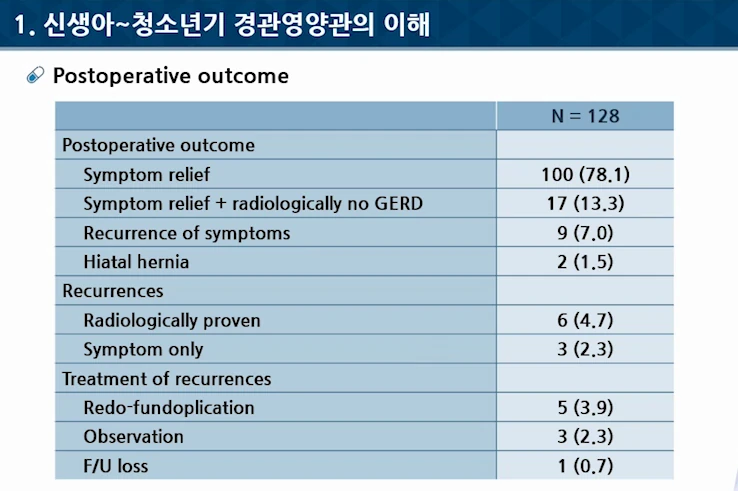 1. 신생아~청소년기 경관영양관의 이해
Postoperative outcome
N = 128
Postoperative outcome
Symptom relief 100 (78.1)
Symptom relief + radiologically no GERD 17 (13.3)
Recurrence of symptoms 9 (7.0)
Hiatal hernia 2 (1.5)
Recurrences
Radiologically proven 6 (4.7)
Symptom only 3 (2.3)
Treatment of recurrences
Redo-fundoplication 5 (3.9)
Observation 3 (2.3)
F/U loss 1 (0.7)